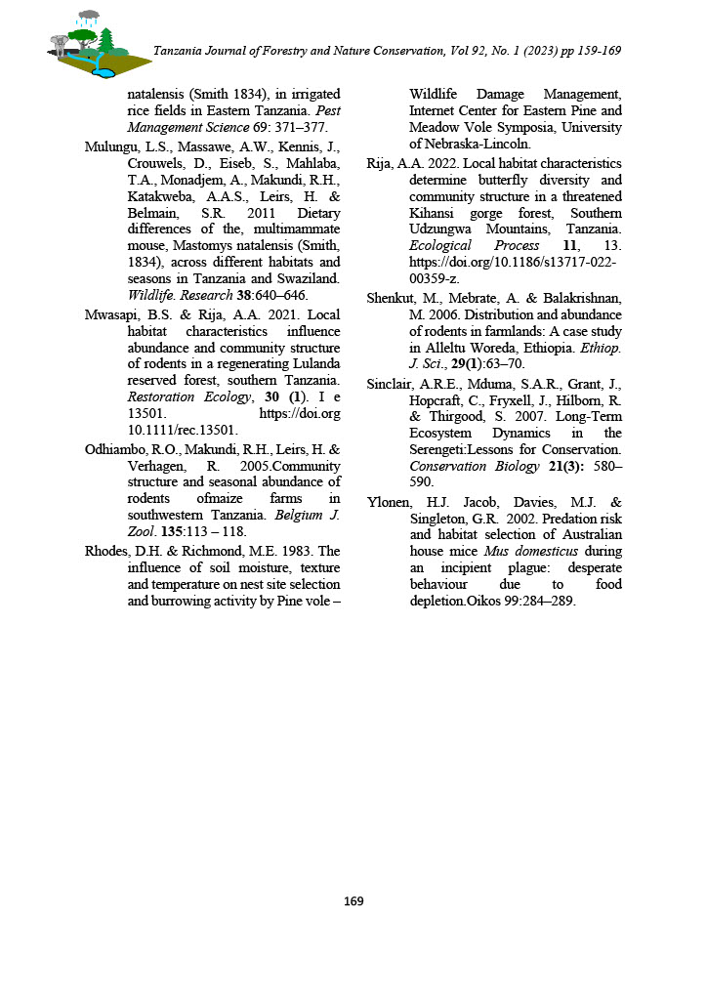 Tanzania Journal of Forestry and Nature Conservation, Vol 92, No. 1 (2023) pp 159-169
natalensis (Smith 1834), in irrigated
rice fields in Eastern Tanzania. Pest
Management Science 69: 371–377.
Mulungu, L.S., Massawe, A.W., Kennis, J.,
Crouwels, D., Eiseb, S., Mahlaba,
T.A., Monadjem, A., Makundi, R.H.,
Katakweba, A.A.S., Leirs, H. &
Belmain, S.R. 2011 Dietary
differences of the, multimammate
mouse, Mastomys natalensis (Smith,
1834), across different habitats and
seasons in Tanzania and Swaziland.
Wildlife. Research 38:640–646.
Mwasapi, B.S. & Rija, A.A. 2021. Local
habitat characteristics influence
abundance and community structure
of rodents in a regenerating Lulanda
reserved forest, southern Tanzania.
Restoration Ecology, 30 (1). I e
13501. https://doi.org
10.1111/rec.13501.
Odhiambo, R.O., Makundi, R.H., Leirs, H. &
Verhagen, R. 2005.Community
structure and seasonal abundance of
rodents ofmaize farms in
southwestern Tanzania. Belgium J.
Zool. 135:113 – 118.
Rhodes, D.H. & Richmond, M.E. 1983. The
influence of soil moisture, texture
and temperature on nest site selection
and burrowing activity by Pine vole –
Wildlife Damage Management,
Internet Center for Eastern Pine and
Meadow Vole Symposia, University
of Nebraska-Lincoln.
Rija, A.A. 2022. Local habitat characteristics
determine butterfly diversity and
community structure in a threatened
Kihansi gorge forest, Southern
Udzungwa Mountains, Tanzania.
Ecological Process 11, 13.
https://doi.org/10.1186/s13717-022-
00359-z.
Shenkut, M., Mebrate, A. & Balakrishnan,
M. 2006. Distribution and abundance
of rodents in farmlands: A case study
in Alleltu Woreda, Ethiopia. Ethiop.
J. Sci., 29(1):63–70.
Sinclair, A.R.E., Mduma, S.A.R., Grant, J.,
Hopcraft, C., Fryxell, J., Hilborn, R.
& Thirgood, S. 2007. Long-Term
Ecosystem Dynamics in the
Serengeti:Lessons for Conservation.
Conservation Biology 21(3): 580–
590.
Ylonen, H.J. Jacob, Davies, M.J. &
Singleton, G.R. 2002. Predation risk
and habitat selection of Australian
house mice Mus domesticus during
an incipient plague: desperate
behaviour due to food
depletion.Oikos 99:284–289.
169